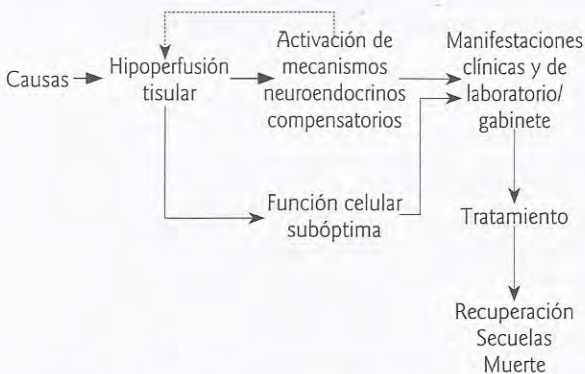 Causas
Hipoperfusión
tisular
Activación de
mecanismos
neuroendocrinos
compensatorios
Manifestaciones
clínicas y de
laboratorio/
gabinete
Función celular
subóptima
Tratamiento
Recuperación
Secuelas
Muerte